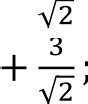 √2
+ 3/√2;